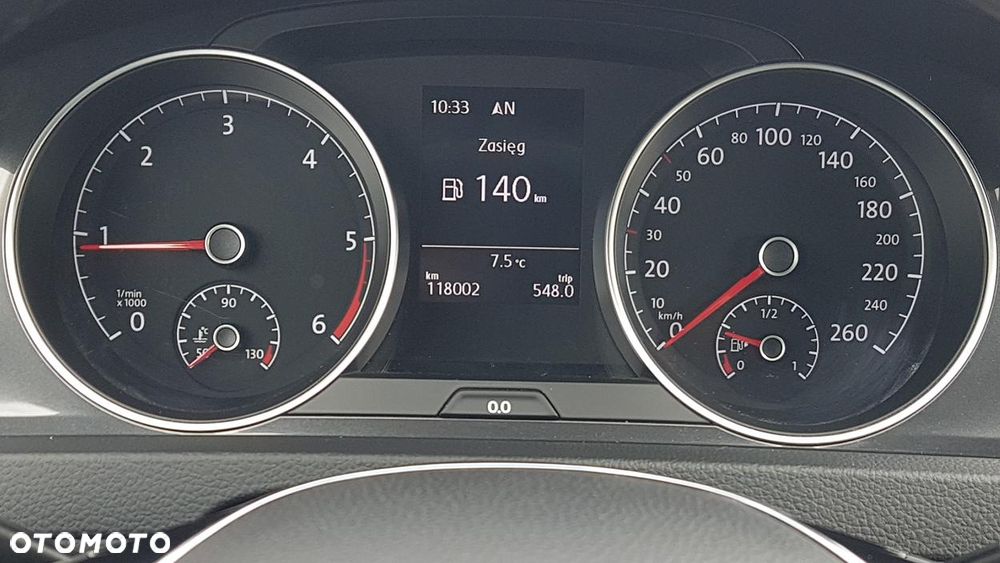 0 1 2 3 4 5 6
1/min
x 1000
50 90 130
°C
10:33 N
Zasięg
140 km
7.5 °C
km trip
118002 548.0
0.0
0 10 20 30 40 50 60 80 100 120 140 160 180 200 220 240 260
km/h
0 1/2 1
OTOMOTO